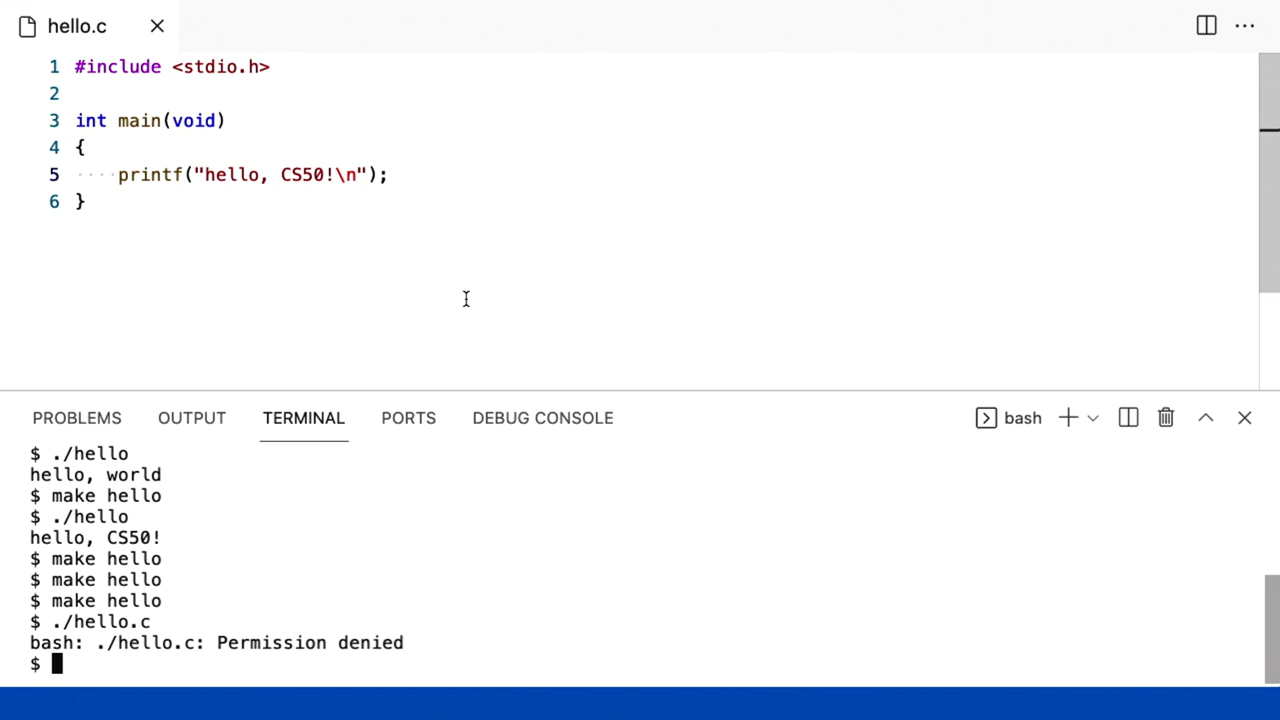 hello.c
1 #include <stdio.h>
2
3 int main(void)
4 {
5 ····printf("hello, CS50!\n");
6 }
PROBLEMS OUTPUT TERMINAL PORTS DEBUG CONSOLE bash
$ ./hello
hello, world
$ make hello
$ ./hello
hello, CS50!
$ make hello
$ make hello
$ make hello
$ ./hello.c
bash: ./hello.c: Permission denied
$